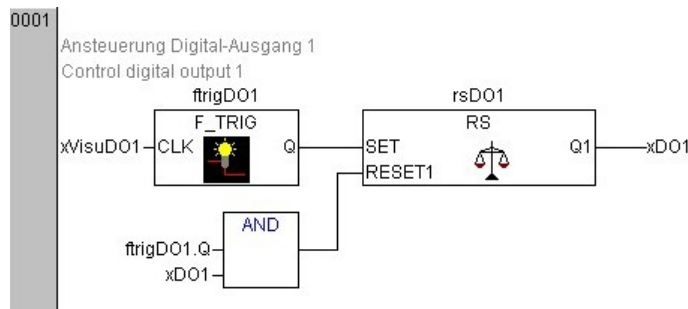 0001
Ansteuerung Digital-Ausgang 1
Control digital output 1
ftrigDO1
rsDO1
F_TRIG
RS
xVisuDO1
CLK
Q
SET
Q1
xDO1
RESET1
AND
ftrigDO1.Q
xDO1